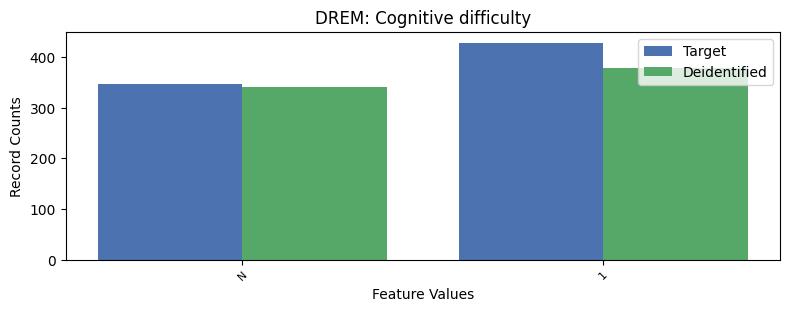 DREM: Cognitive difficulty
Target
Deidentified
Record Counts
400
300
200
100
0
N
1
Feature Values